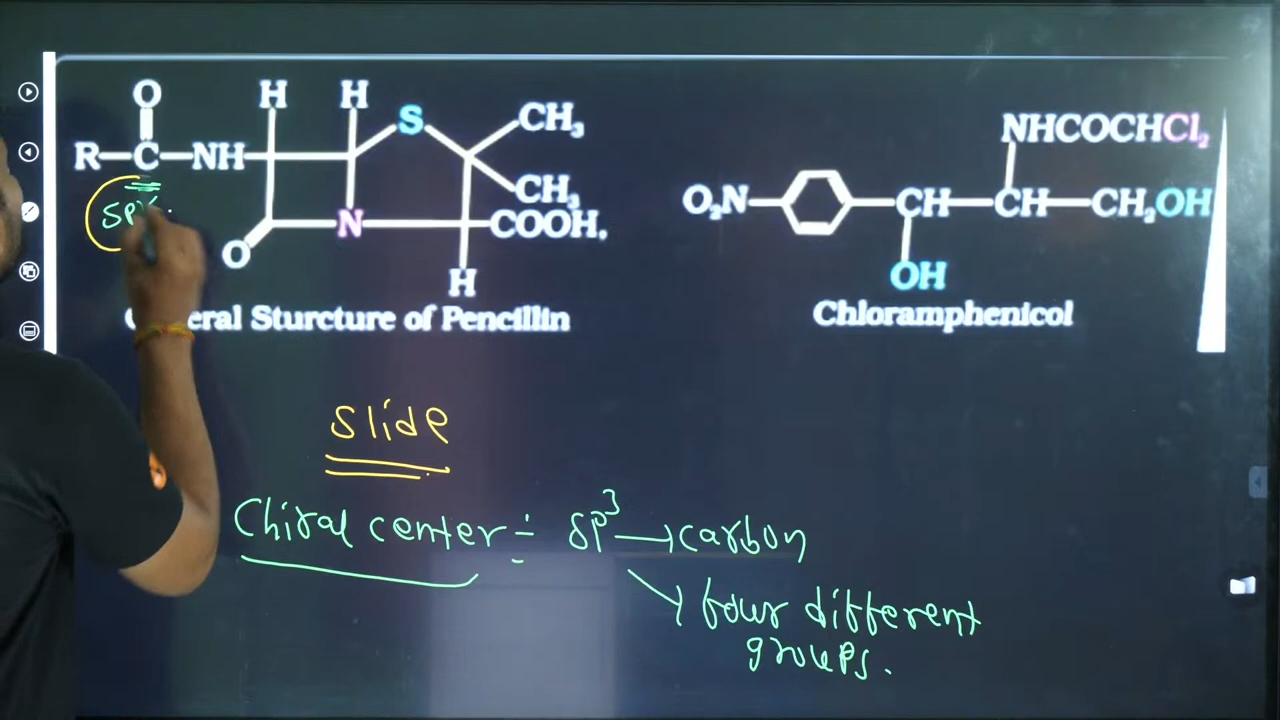 O H H S CH₃
R—C—NH
CH₃
N COOH,
O
H
eral Sturcture of Pencillin
NHCOCHCl₂
O₂N CH—CH—CH₂OH
OH
Chloramphenicol
slide
Chiral center :- sp³ → carbon
→ four different
groups.